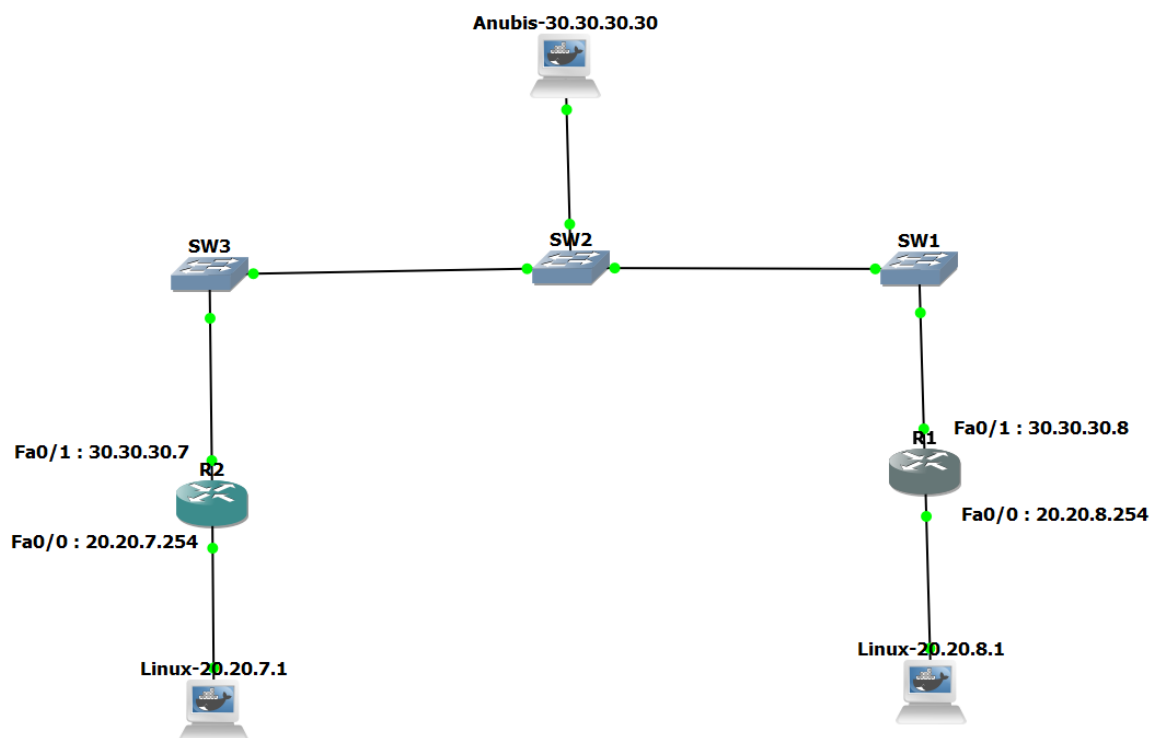 Anubis-30.30.30.30
SW3
SW2
SW1
Fa0/1 : 30.30.30.7
R2
Fa0/0 : 20.20.7.254
Fa0/1 : 30.30.30.8
R1
Fa0/0 : 20.20.8.254
Linux-20.20.7.1
Linux-20.20.8.1